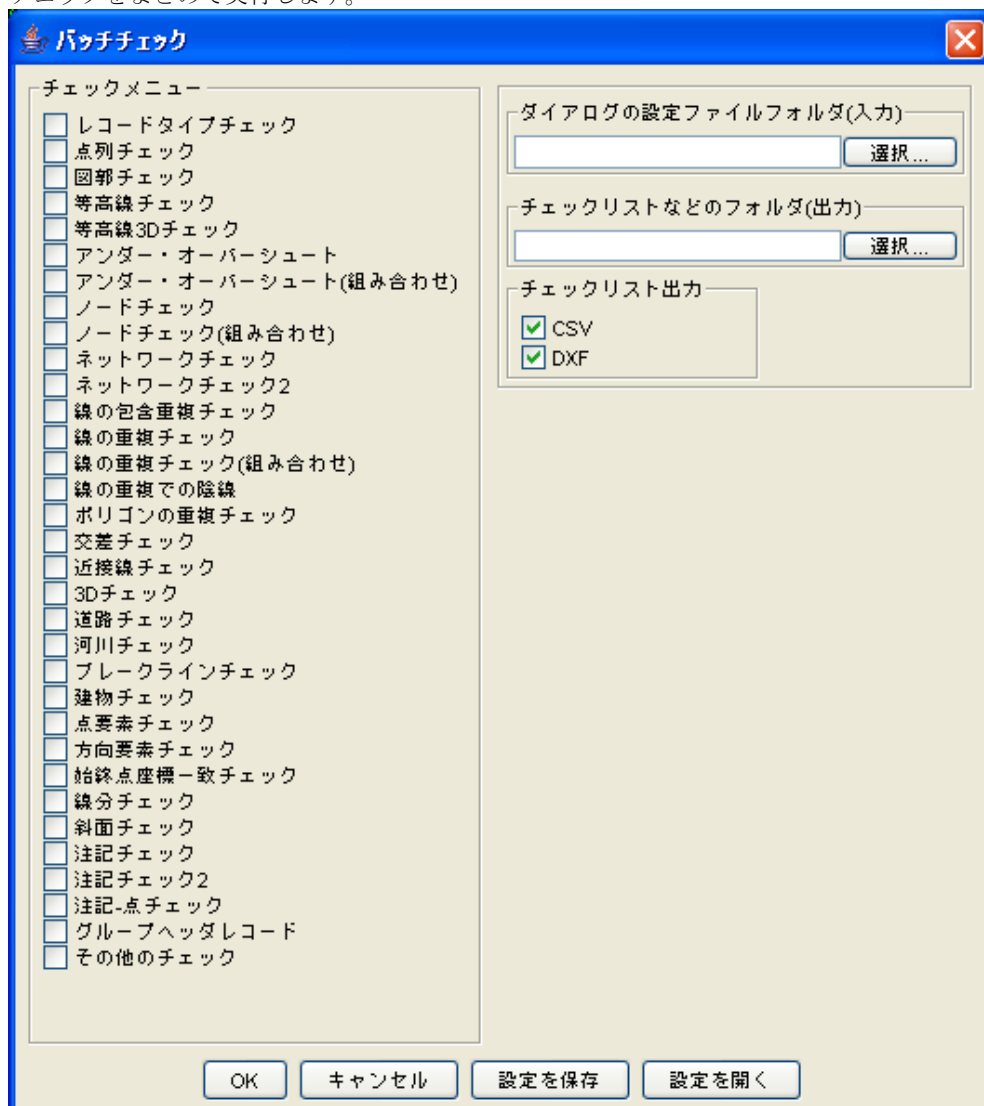 チェックをまとめて実行します。
バッチチェック
チェックメニュー
レコードタイプチェック
点列チェック
図郭チェック
等高線チェック
等高線3Dチェック
アンダー・オーバーシュート
アンダー・オーバーシュート(組み合わせ)
ノードチェック
ノードチェック(組み合わせ)
ネットワークチェック
ネットワークチェック2
線の包含重複チェック
線の重複チェック
線の重複チェック(組み合わせ)
線の重複での陰線
ポリゴンの重複チェック
交差チェック
近接線チェック
3Dチェック
道路チェック
河川チェック
ブレークラインチェック
建物チェック
点要素チェック
方向要素チェック
始終点座標一致チェック
線分チェック
斜面チェック
注記チェック
注記チェック2
注記-点チェック
グループヘッダレコード
その他のチェック
ダイアログの設定ファイルフォルダ(入力)
選択...
チェックリストなどのフォルダ(出力)
選択...
チェックリスト出力
CSV
DXF
OK
キャンセル
設定を保存
設定を開く